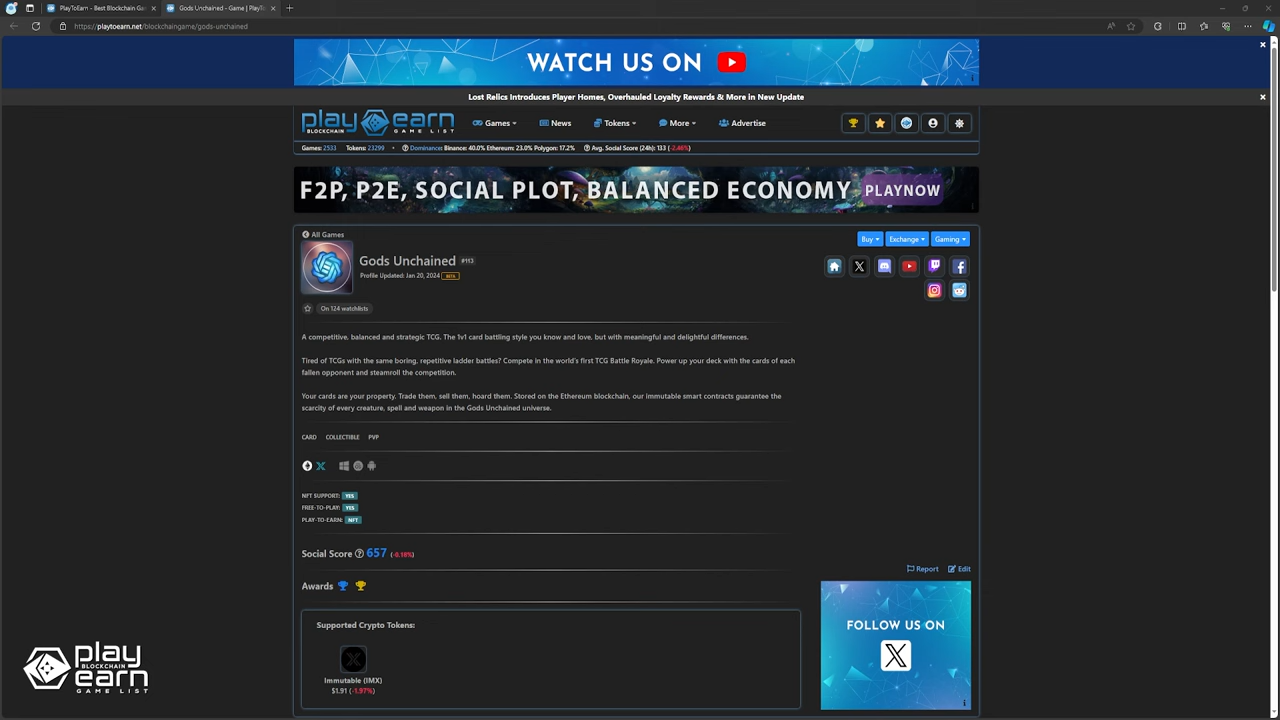 PlayToEarn - Best Blockchain Ga
Gods Unchained - Game | PlayTo
https://playtoearn.net/blockchaingame/gods-unchained
WATCH US ON
Lost Relics Introduces Player Homes, Overhauled Loyalty Rewards & More in New Update
play earn
BLOCKCHAIN GAME LIST
Games
News
Tokens
More
Advertise
Games: 2533 Tokens: 23299 • Dominance: Binance: 40.0% Ethereum: 23.0% Polygon: 17.2% Avg. Social Score (24h): 133 (-2.46%)
F2P, P2E, SOCIAL PLOT, BALANCED ECONOMY PLAYNOW
All Games
Buy
Exchange
Gaming
Gods Unchained #113
Profile Updated: Jan 20, 2024 BETA
On 124 watchlists
A competitive, balanced and strategic TCG. The 1v1 card battling style you know and love, but with meaningful and delightful differences.
Tired of TCGs with the same boring, repetitive ladder battles? Compete in the world's first TCG Battle Royale. Power up your deck with the cards of each
fallen opponent and steamroll the competition.
Your cards are your property. Trade them, sell them, hoard them. Stored on the Ethereum blockchain, our immutable smart contracts guarantee the
scarcity of every creature, spell and weapon in the Gods Unchained universe.
CARD COLLECTIBLE PVP
NFT SUPPORT: YES
FREE-TO-PLAY: YES
PLAY-TO-EARN: NFT
Social Score 657 (-0.18%)
Report
Edit
Awards
Supported Crypto Tokens:
Immutable (IMX)
$1.91 (-1.97%)
FOLLOW US ON
X
play
BLOCKCHAIN
earn
GAME LIST